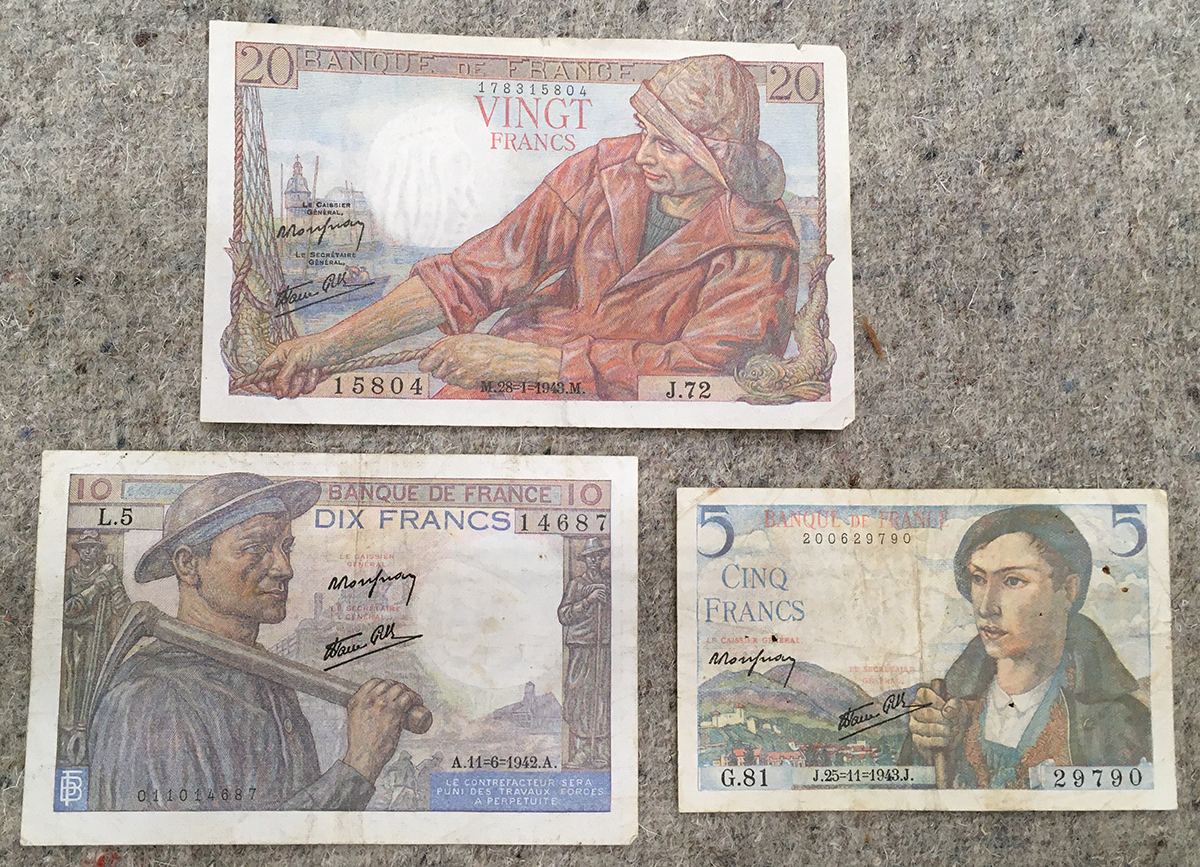 20 BANQUE DE FRANCE 20
178315804
VINGT
FRANCS
LE CAISSIER
GÉNÉRAL,
LE SECRÉTAIRE
GÉNÉRAL,
15804 M.28=1=1943.M. J.72
10 BANQUE DE FRANCE 10
L.5 DIX FRANCS 14687
LE CAISSIER
GÉNÉRAL,
LE SECRÉTAIRE
GÉNÉRAL,
A.11=6=1942.A.
LE CONTREFACTEUR SERA
PUNI DES TRAVAUX FORCÉS
A PERPÉTUITÉ
011014687
5 BANQUE DE FRANCE 5
200629790
CINQ
FRANCS
LE CAISSIER GÉNÉRAL,
LE SECRÉTAIRE
GÉNÉRAL,
G.81 J.25=11=1943.J. 29790